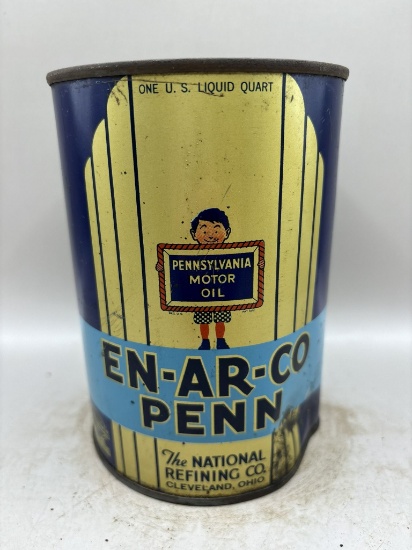 ONE U.S. LIQUID QUART
PENNSYLVANIA
MOTOR
OIL
EN-AR-CO
PENN
The NATIONAL
REFINING CO.
CLEVELAND, OHIO